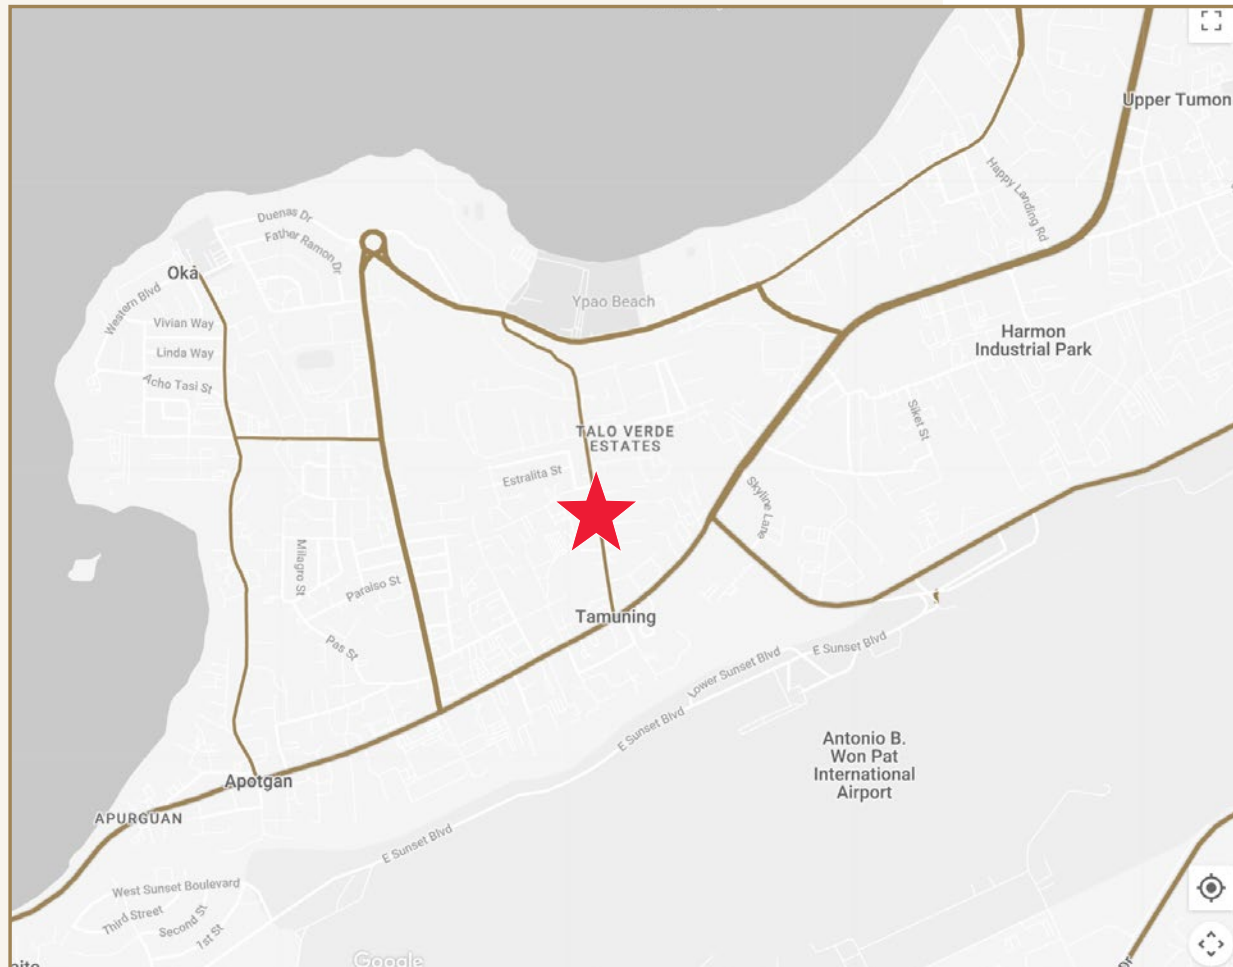 Upper Tumon
Happy Landing Rd
Duenas Dr
Father Ramon Dr
Oká
Western Blvd
Ypao Beach
Vivian Way
Harmon
Industrial Park
Linda Way
Acho Tasi St
Siket St
TALO VERDE
ESTATES
Estralita St
Skyline Lane
Milagro St
Paraiso St
Tamuning
Pas St
E Sunset Blvd
Lower Sunset Blvd
E Sunset Blvd
Antonio B.
Won Pat
International
Airport
Apotgan
APURGUAN
E Sunset Blvd
West Sunset Boulevard
Third Street
Second St
1st St
Google